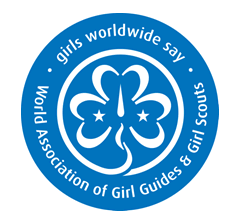 · girls worldwide say ·
World Association of Girl Guides & Girl Scouts